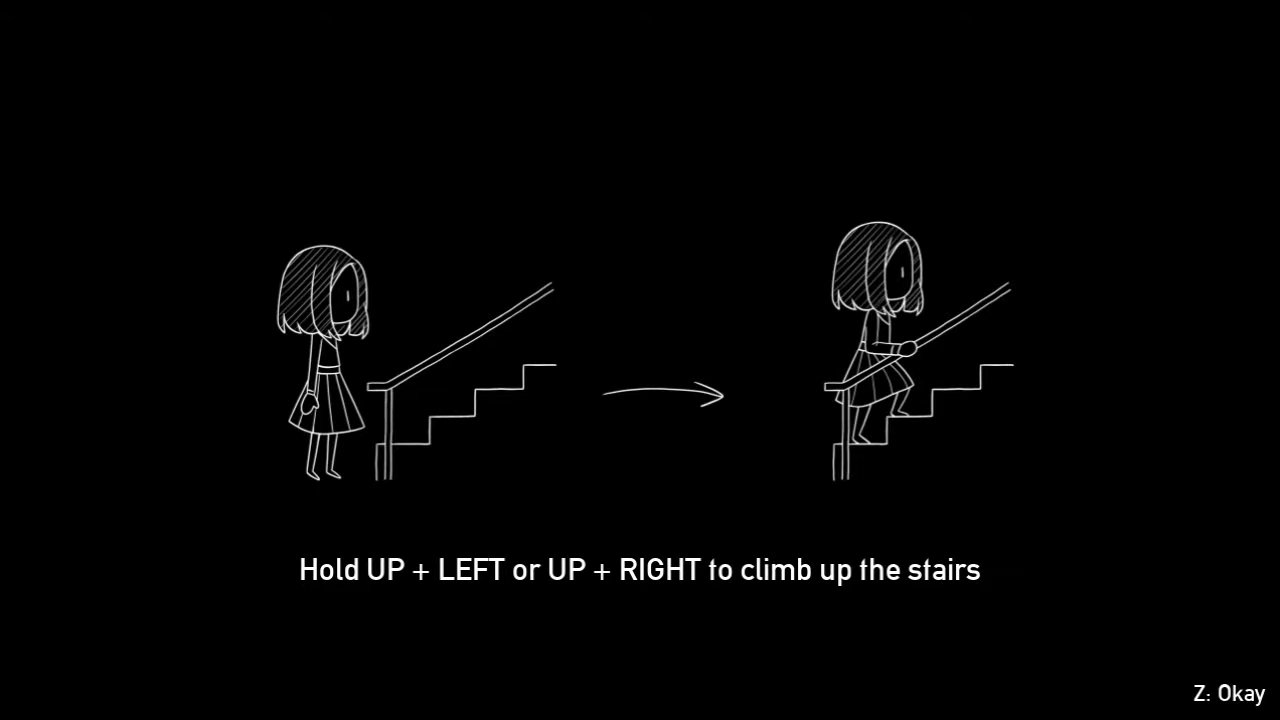 Hold UP + LEFT or UP + RIGHT to climb up the stairs
Z: Okay